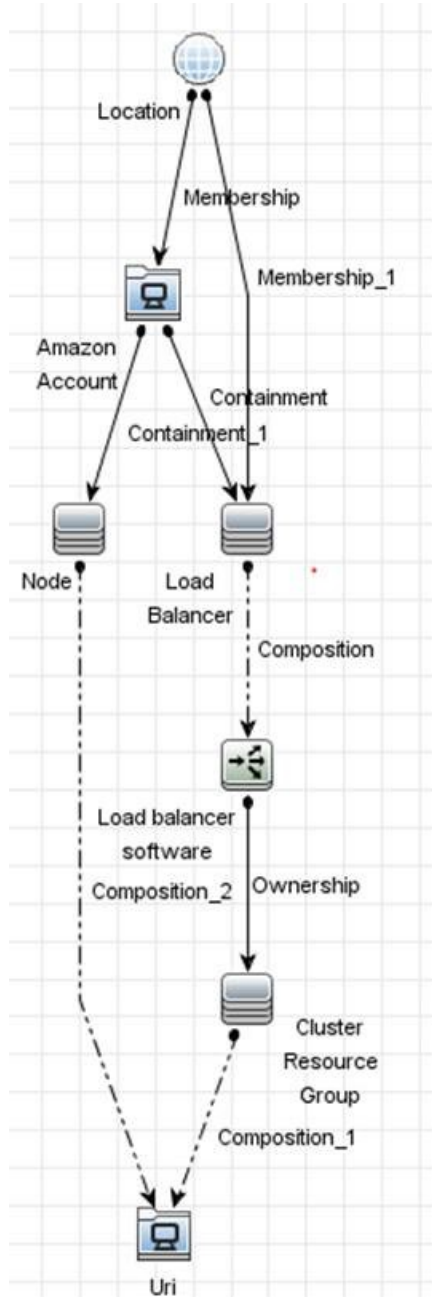 Location
Membership
Membership_1
Amazon
Account
Containment
Containment_1
Node
Load
Balancer
Composition
Load balancer
software
Composition_2
Ownership
Cluster
Resource
Group
Composition_1
Uri